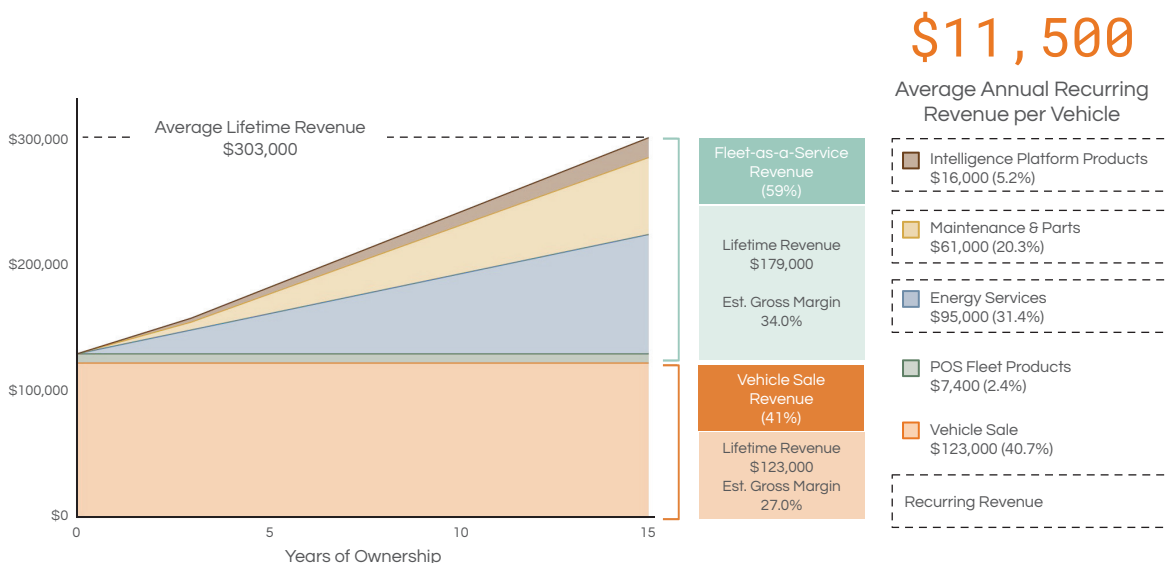 $11,500
Average Annual Recurring
Revenue per Vehicle
$300,000
$200,000
$100,000
$0
Average Lifetime Revenue
$303,000
0
5
10
15
Years of Ownership
Fleet-as-a-Service
Revenue
(59%)
Lifetime Revenue
$179,000
Est. Gross Margin
34.0%
Vehicle Sale
Revenue
(41%)
Lifetime Revenue
$123,000
Est. Gross Margin
27.0%
Intelligence Platform Products
$16,000 (5.2%)
Maintenance & Parts
$61,000 (20.3%)
Energy Services
$95,000 (31.4%)
POS Fleet Products
$7,400 (2.4%)
Vehicle Sale
$123,000 (40.7%)
Recurring Revenue